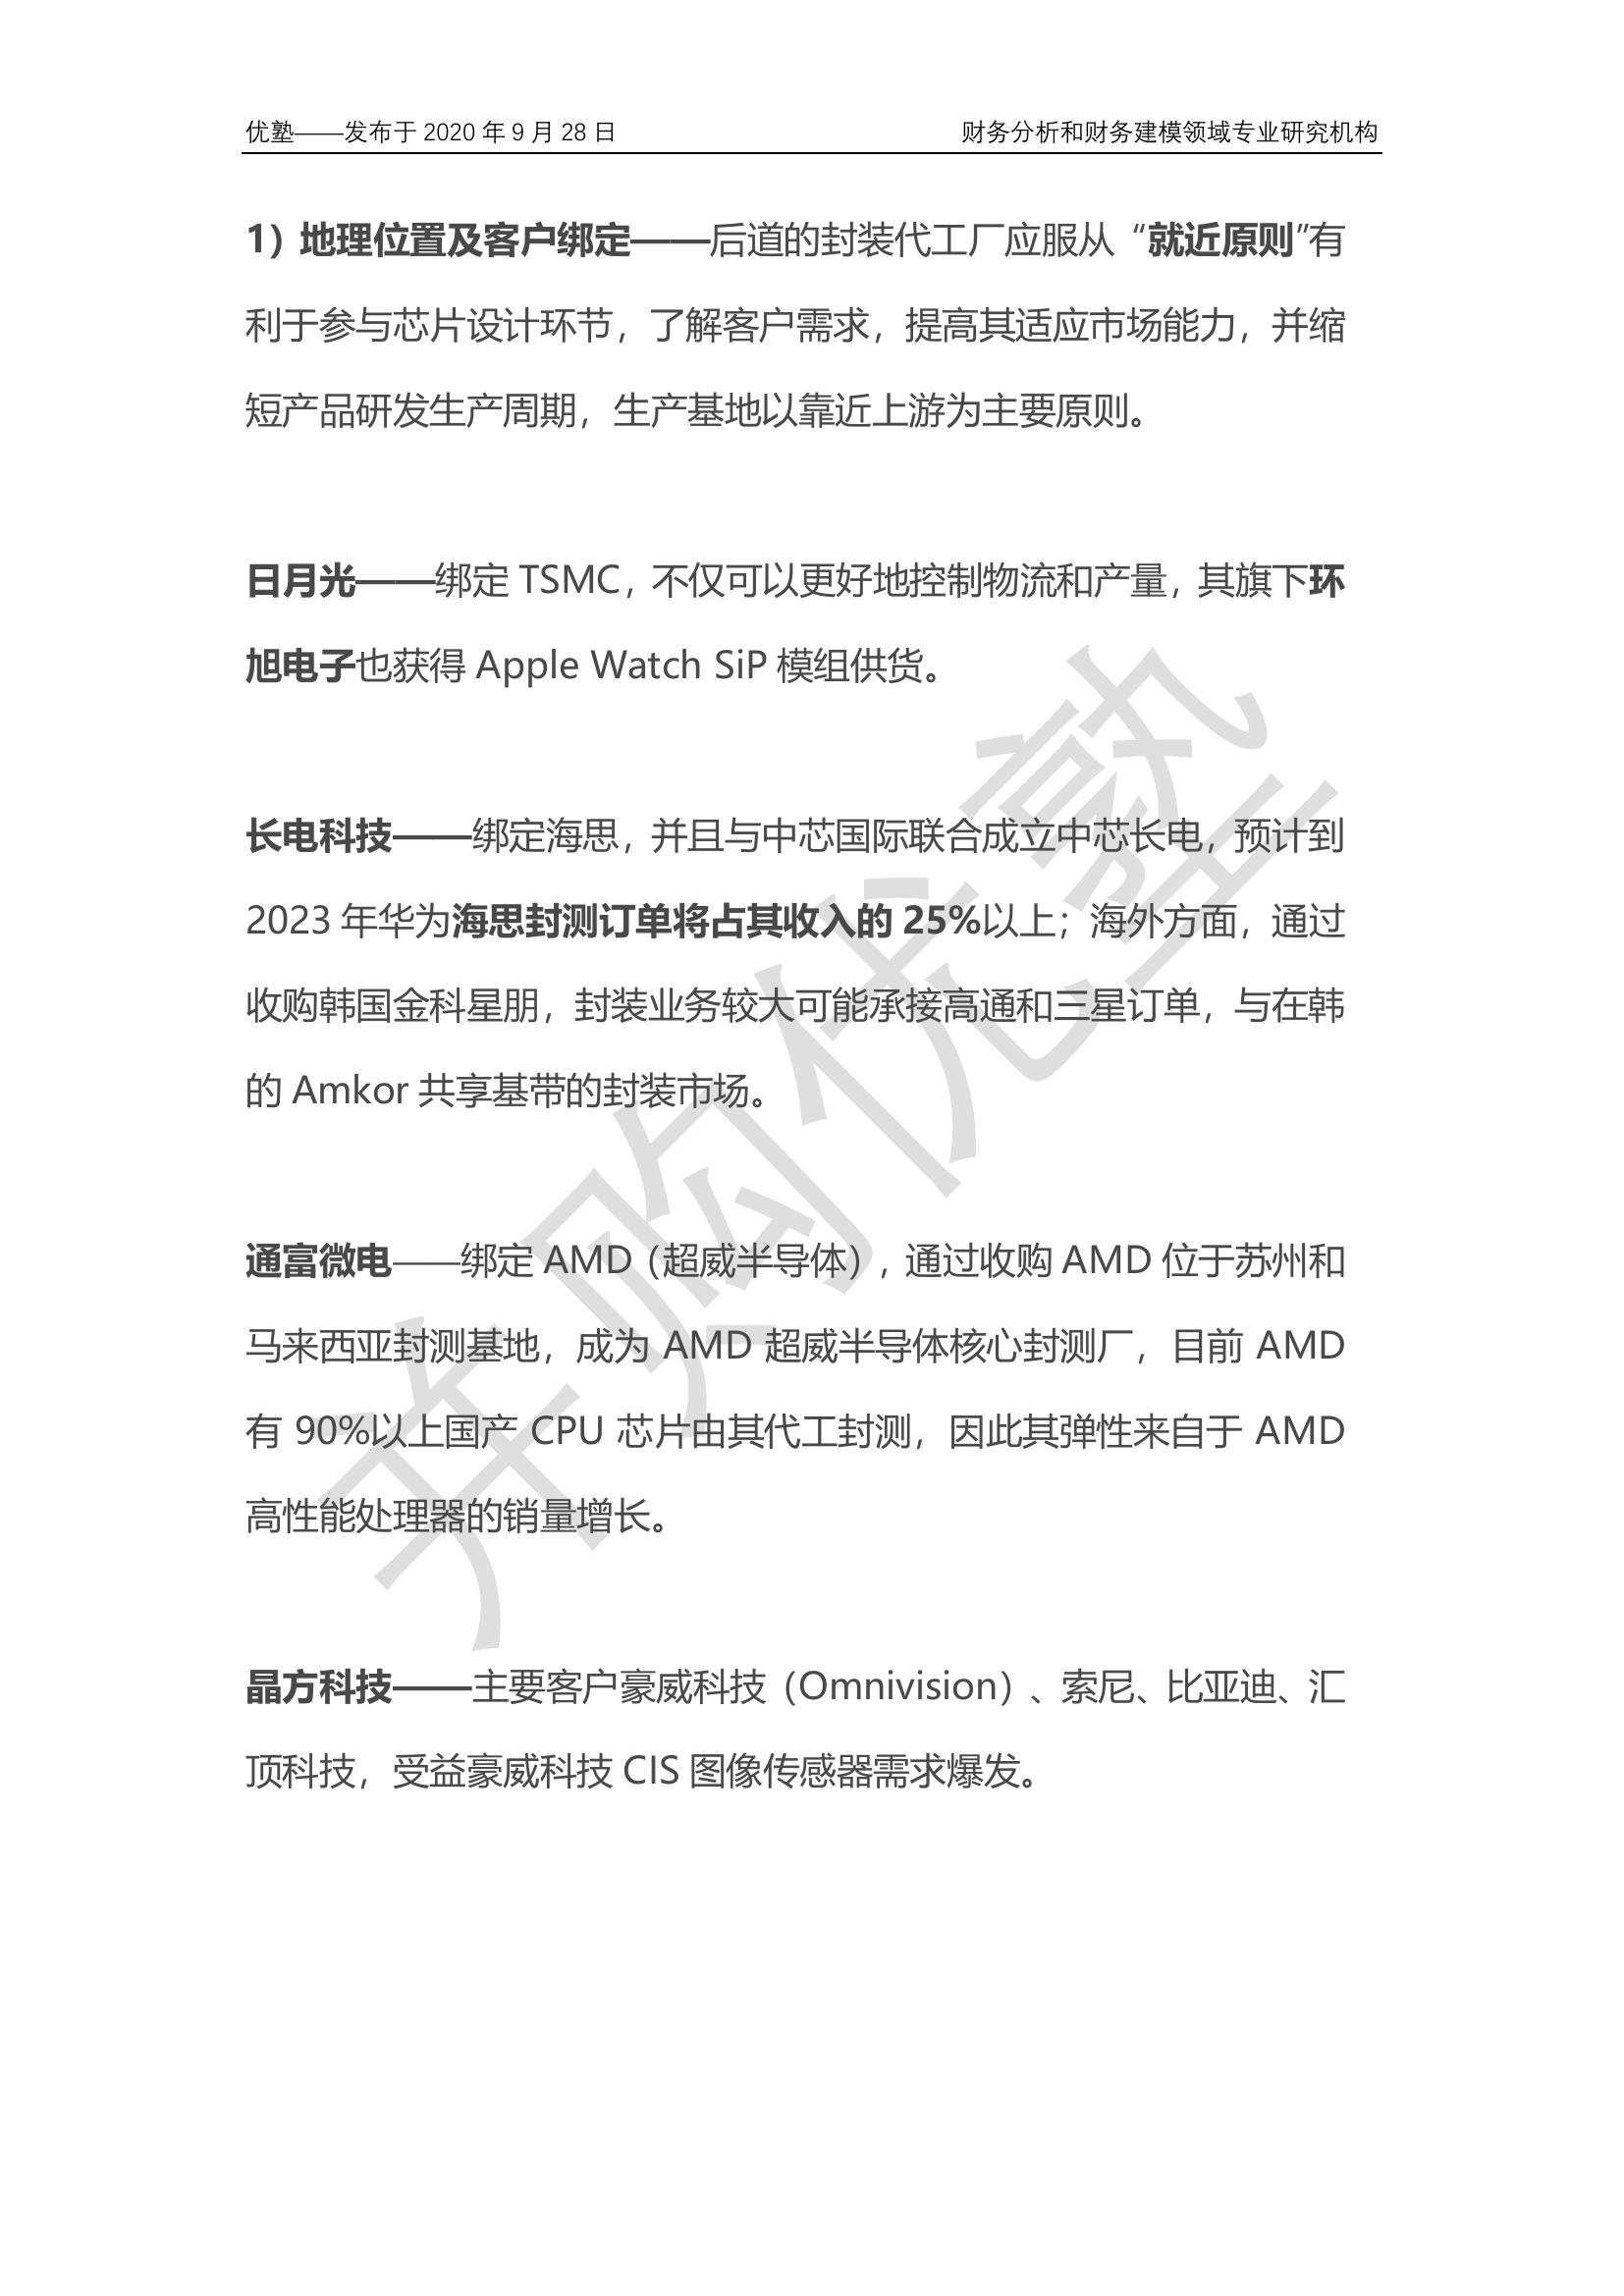 优塾——发布于 2020 年 9 月 28 日 财务分析和财务建模领域专业研究机构
1）地理位置及客户绑定——后道的封装代工厂应服从“就近原则”有
利于参与芯片设计环节，了解客户需求，提高其适应市场能力，并缩
短产品研发生产周期，生产基地以靠近上游为主要原则。
日月光——绑定 TSMC，不仅可以更好地控制物流和产量，其旗下环
旭电子也获得 Apple Watch SiP 模组供货。
长电科技——绑定海思，并且与中芯国际联合成立中芯长电，预计到
2023 年华为海思封测订单将占其收入的 25%以上；海外方面，通过
收购韩国金科星朋，封装业务较大可能承接高通和三星订单，与在韩
的 Amkor 共享基带的封装市场。
通富微电——绑定 AMD（超威半导体），通过收购 AMD 位于苏州和
马来西亚封测基地，成为 AMD 超威半导体核心封测厂，目前 AMD
有 90%以上国产 CPU 芯片由其代工封测，因此其弹性来自于 AMD
高性能处理器的销量增长。
晶方科技——主要客户豪威科技（Omnivision）、索尼、比亚迪、汇
顶科技，受益豪威科技 CIS 图像传感器需求爆发。
并购优塾